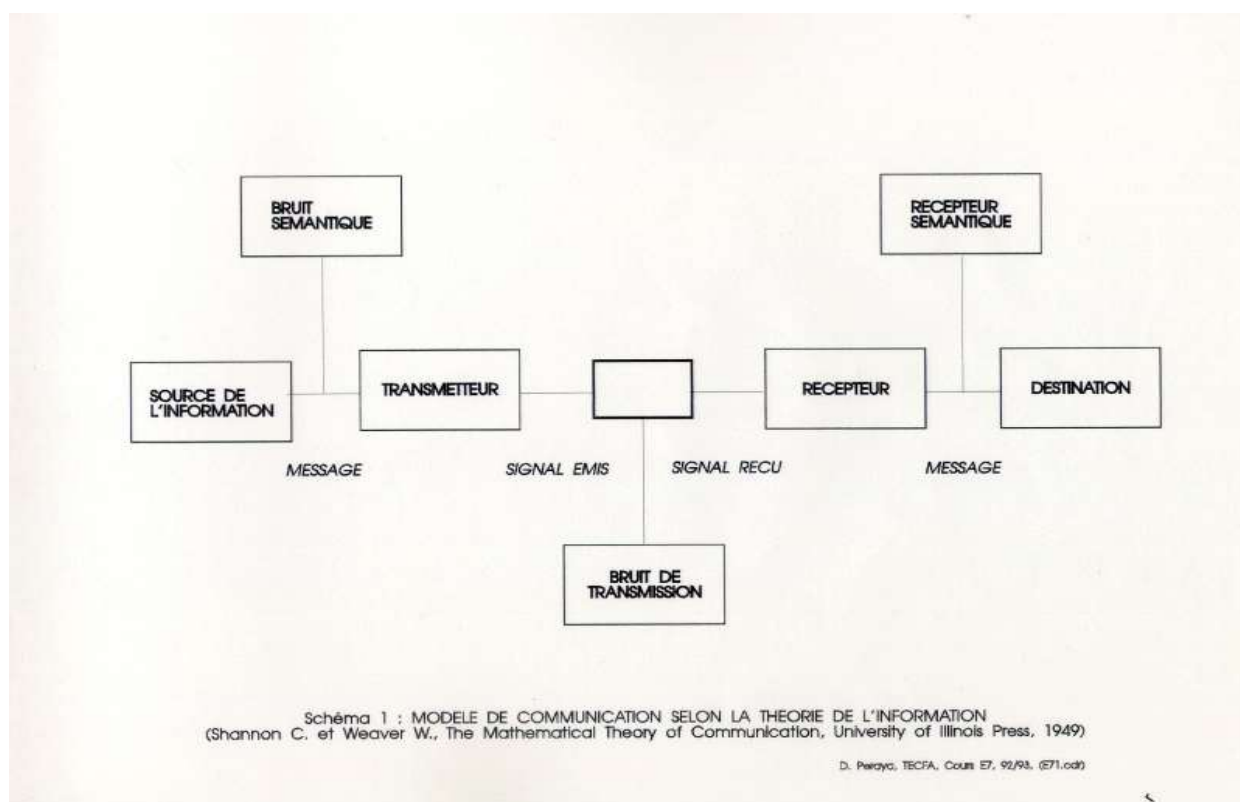 BRUIT
SEMANTIQUE
RECEPTEUR
SEMANTIQUE
SOURCE DE
L'INFORMATION
TRANSMETTEUR
RECEPTEUR
DESTINATION
MESSAGE
SIGNAL EMIS
SIGNAL RECU
MESSAGE
BRUIT DE
TRANSMISSION
Schéma 1 : MODELE DE COMMUNICATION SELON LA THEORIE DE L'INFORMATION
(Shannon C. et Weaver W., The Mathematical Theory of Communication, University of Illinois Press, 1949)
D. Peraya, TECFA, Cours E7, 92/93, (E71.cdr)